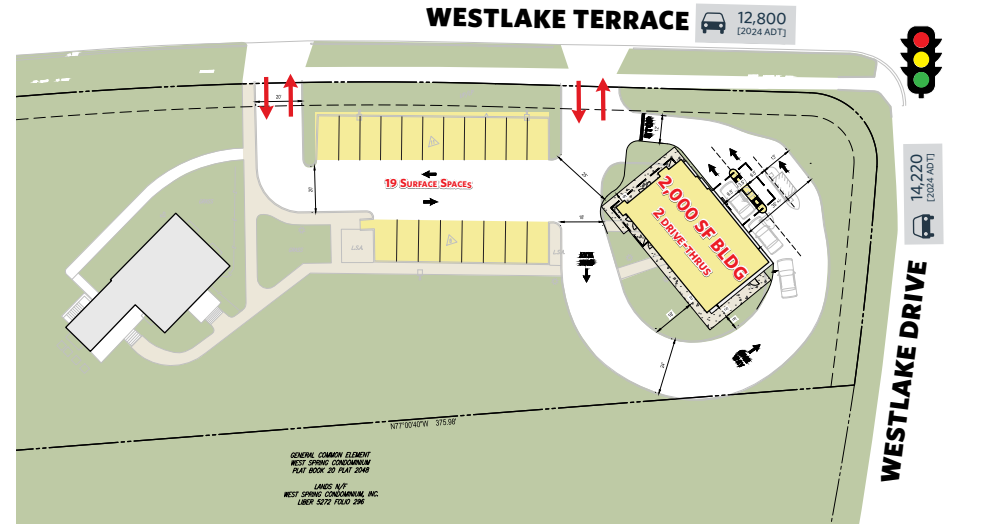 WESTLAKE TERRACE
12,800
[2024 ADT]
20'
19 SURFACE SPACES
2,000 SF BLDG
2 DRIVE-THRUS
14,220
[2024 ADT]
WESTLAKE DRIVE
LSA
N77°00'40"W 375.98'
GENERAL COMMON ELEMENT
WEST SPRING CONDOMINIUM
PLAT BOOK 20 PLAT 2048
LANDS N/F
WEST SPRING CONDOMINIUM, INC.
LIBER 5272 FOLIO 296